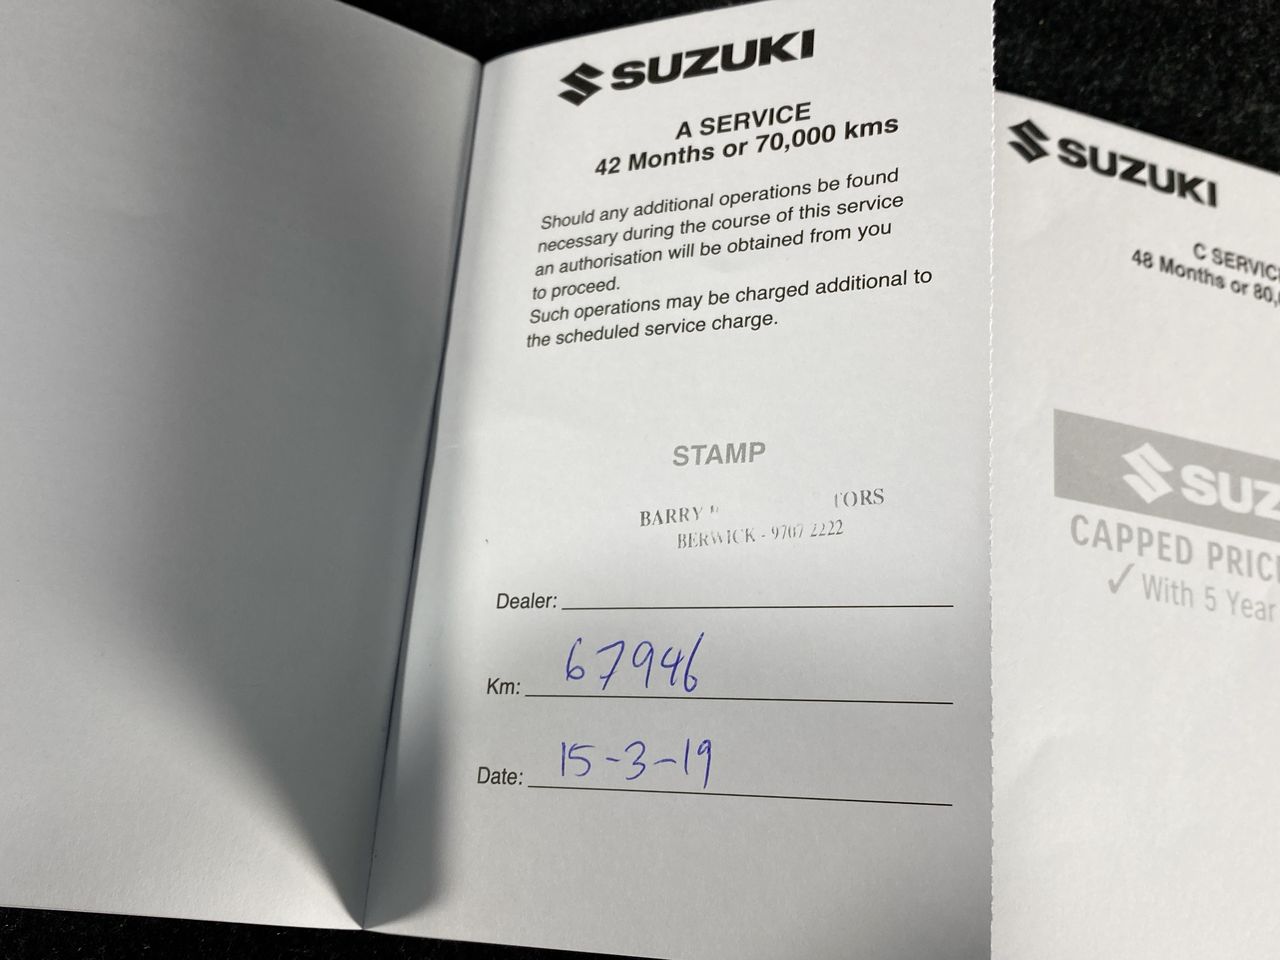 SUZUKI
A SERVICE
42 Months or 70,000 kms
Should any additional operations be found
necessary during the course of this service
an authorisation will be obtained from you
to proceed.
Such operations may be charged additional to
the scheduled service charge.
STAMP
BARRY
BERWICK - 9707 2222
Dealer:
Km: 67946
Date: 15-3-19
SUZUKI
C SERVIC
48 Months or 80,
SUZ
CAPPED PRIC
✓ With 5 Year